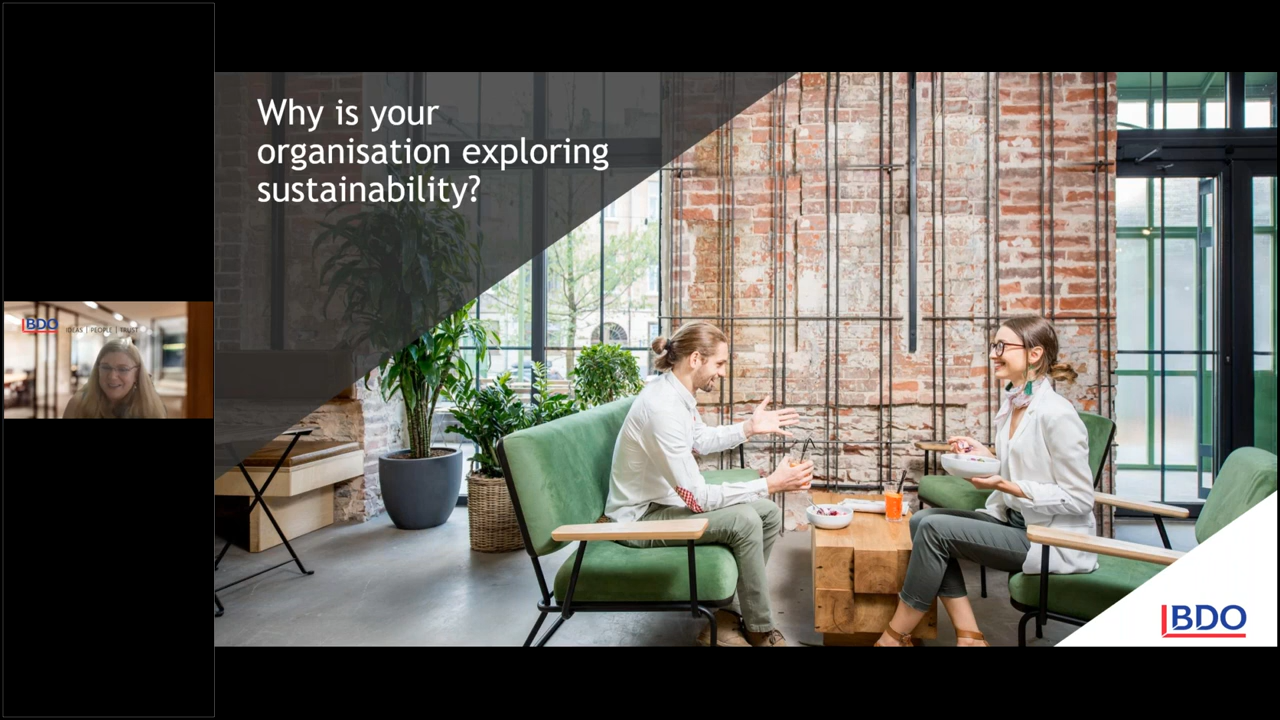 Why is your
organisation exploring
sustainability?
BDO IDEAS | PEOPLE | TRUST
BDO